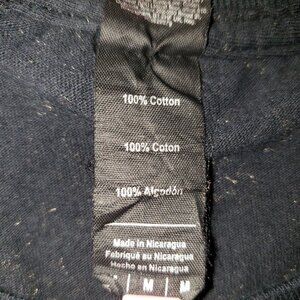 100% Cotton
100% Coton
100% Algodón
Made in Nicaragua
Fabriqué au Nicaragua
Hecho en Nicaragua
M M